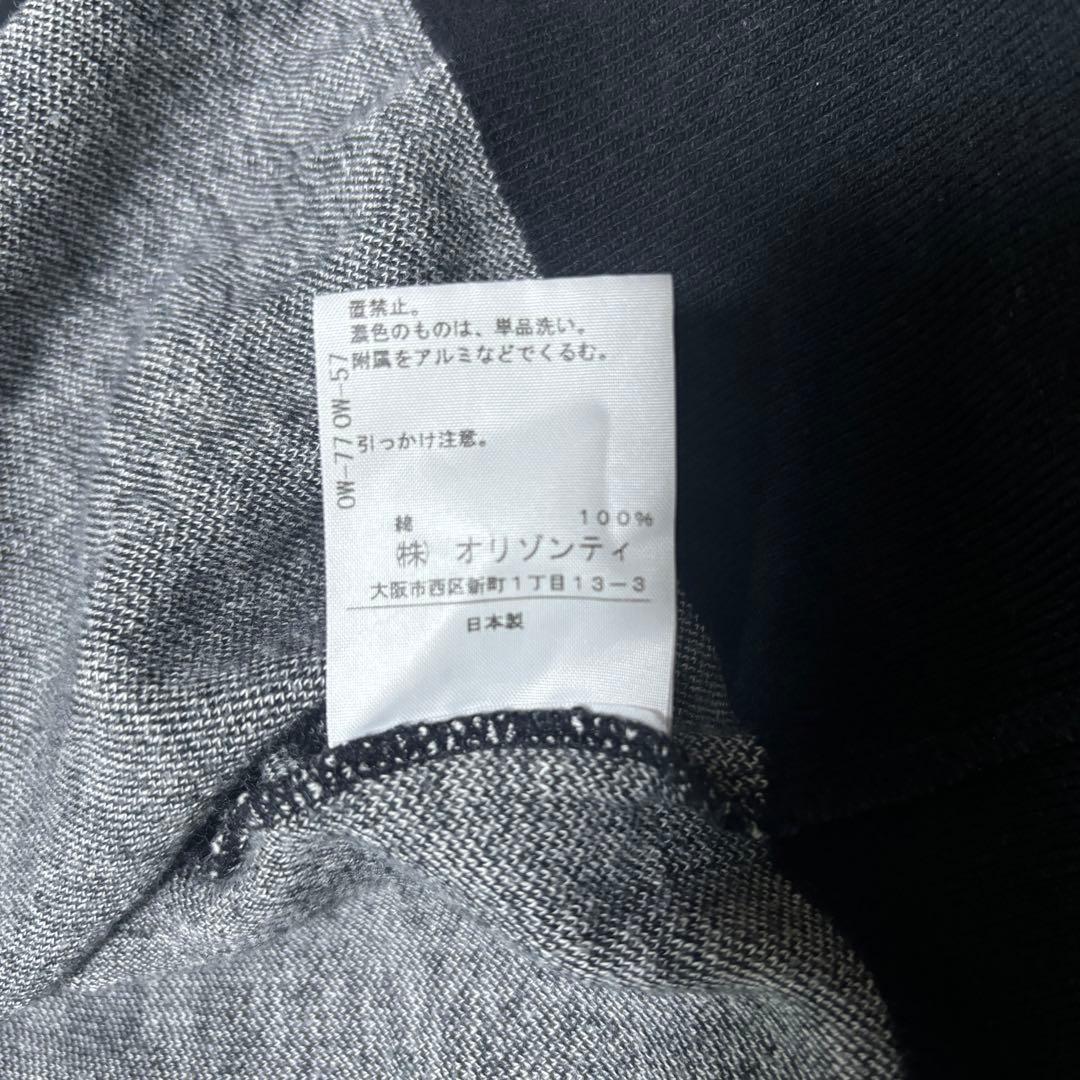 置禁止。
濃色のものは、単品洗い。
附属をアルミなどでくるむ。
引っかけ注意。
OW-77OW-57
綿 100%
(株) オリゾンティ
大阪市西区新町1丁目13-3
日本製